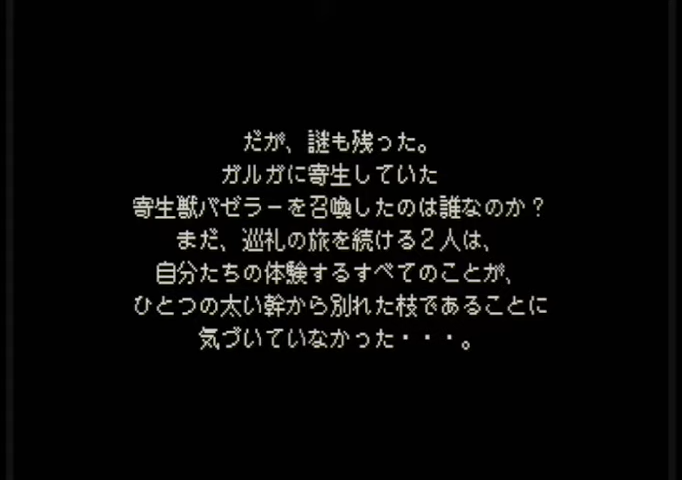 だが、謎も残った。
ガルガに寄生していた
寄生獣パゼラーを召喚したのは誰なのか？
まだ、巡礼の旅を続ける２人は、
自分たちの体験するすべてのことが、
ひとつの太い幹から別れた枝であることに
気づいていなかった・・・。